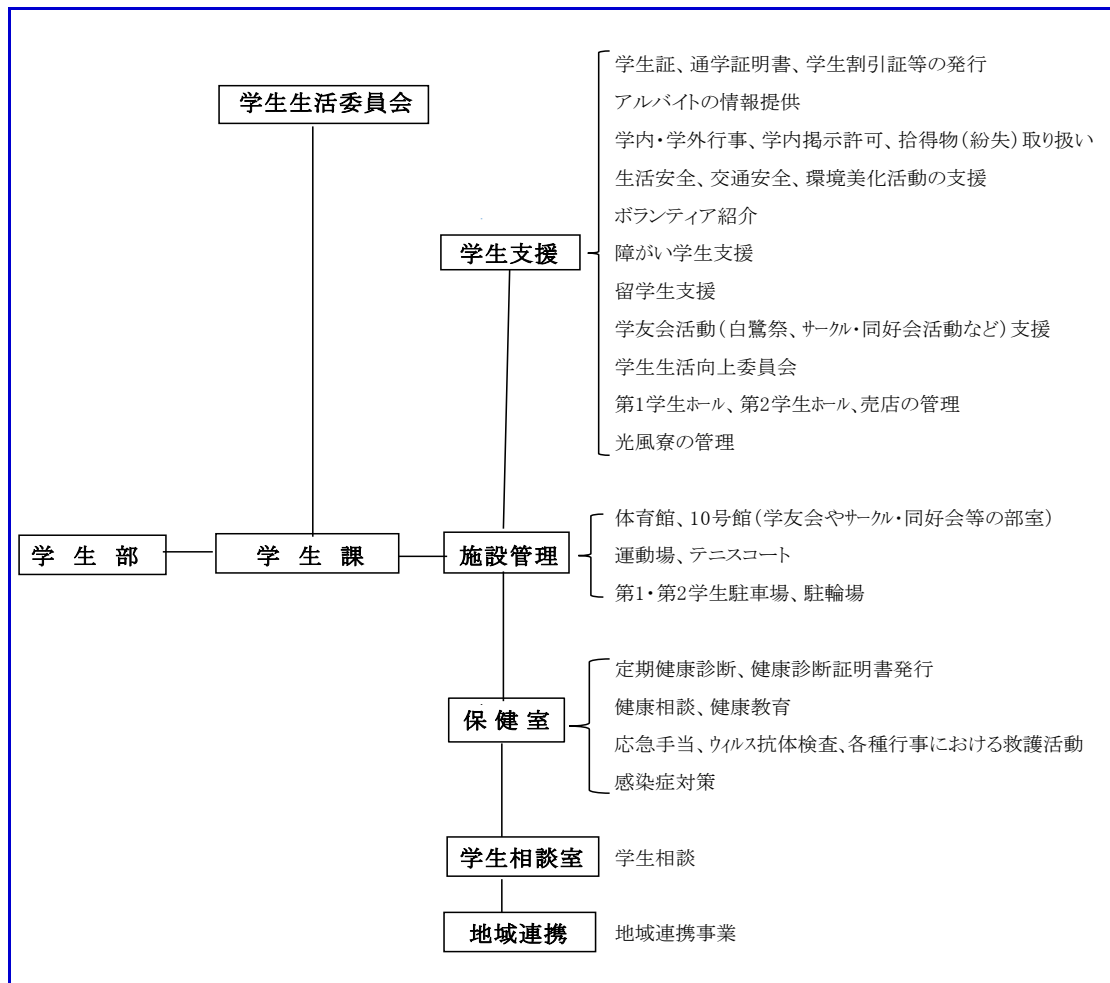 学生生活委員会
学生支援
学生証、通学証明書、学生割引証等の発行
アルバイトの情報提供
学内・学外行事、学内掲示許可、拾得物(紛失)取り扱い
生活安全、交通安全、環境美化活動の支援
ボランティア紹介
障がい学生支援
留学生支援
学友会活動(白鷺祭、ｻｰｸﾙ・同好会活動など)支援
学生生活向上委員会
第1学生ホール、第2学生ホール、売店の管理
光風寮の管理
学 生 部
学 生 課
施設管理
体育館、10号館(学友会やｻｰｸﾙ・同好会等の部室)
運動場、テニスコート
第1・第2学生駐車場、駐輪場
保 健 室
定期健康診断、健康診断証明書発行
健康相談、健康教育
応急手当、ｳｨﾙｽ抗体検査、各種行事における救護活動
感染症対策
学生相談室
学生相談
地域連携
地域連携事業